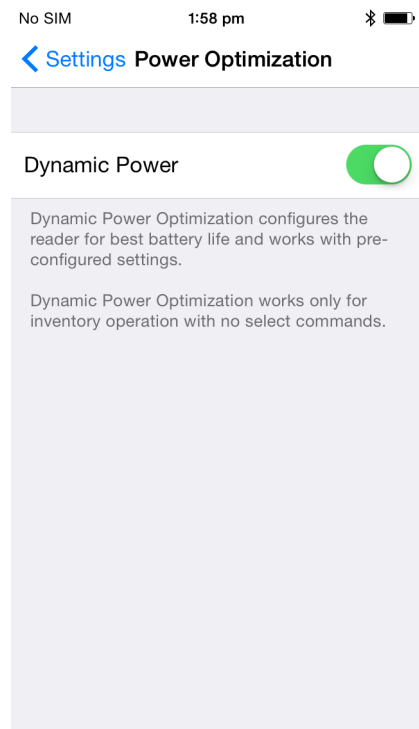 No SIM 1:58 pm
Settings Power Optimization
Dynamic Power
Dynamic Power Optimization configures the
reader for best battery life and works with pre-
configured settings.
Dynamic Power Optimization works only for
inventory operation with no select commands.